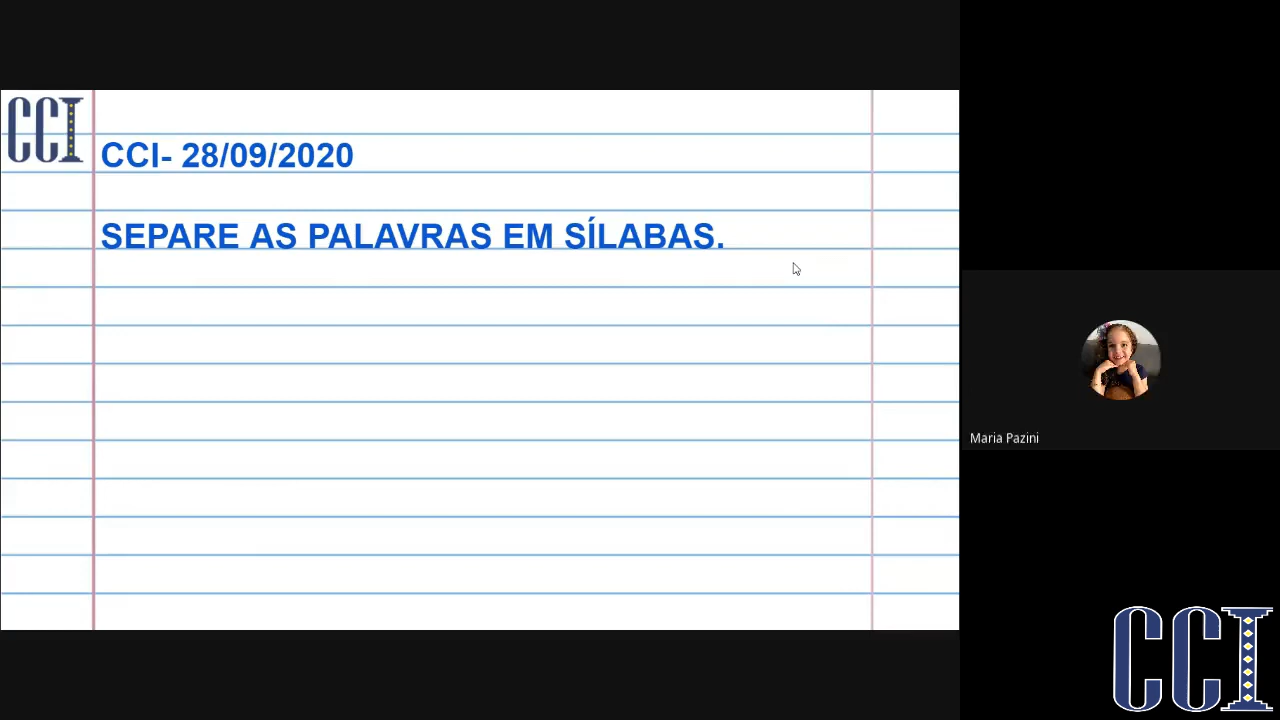 CCI
CCI- 28/09/2020
SEPARE AS PALAVRAS EM SÍLABAS.
Maria Pazini
CCI